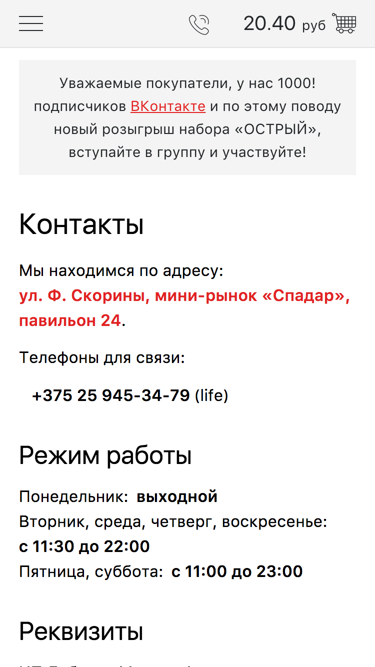 20.40 руб
Уважаемые покупатели, у нас 1000!
подписчиков ВКонтакте и по этому поводу
новый розыгрыш набора «ОСТРЫЙ»,
вступайте в группу и участвуйте!
Контакты
Мы находимся по адресу:
ул. Ф. Скорины, мини-рынок «Спадар»,
павильон 24.
Телефоны для связи:
+375 25 945-34-79 (life)
Режим работы
Понедельник: выходной
Вторник, среда, четверг, воскресенье:
с 11:30 до 22:00
Пятница, суббота: с 11:00 до 23:00
Реквизиты